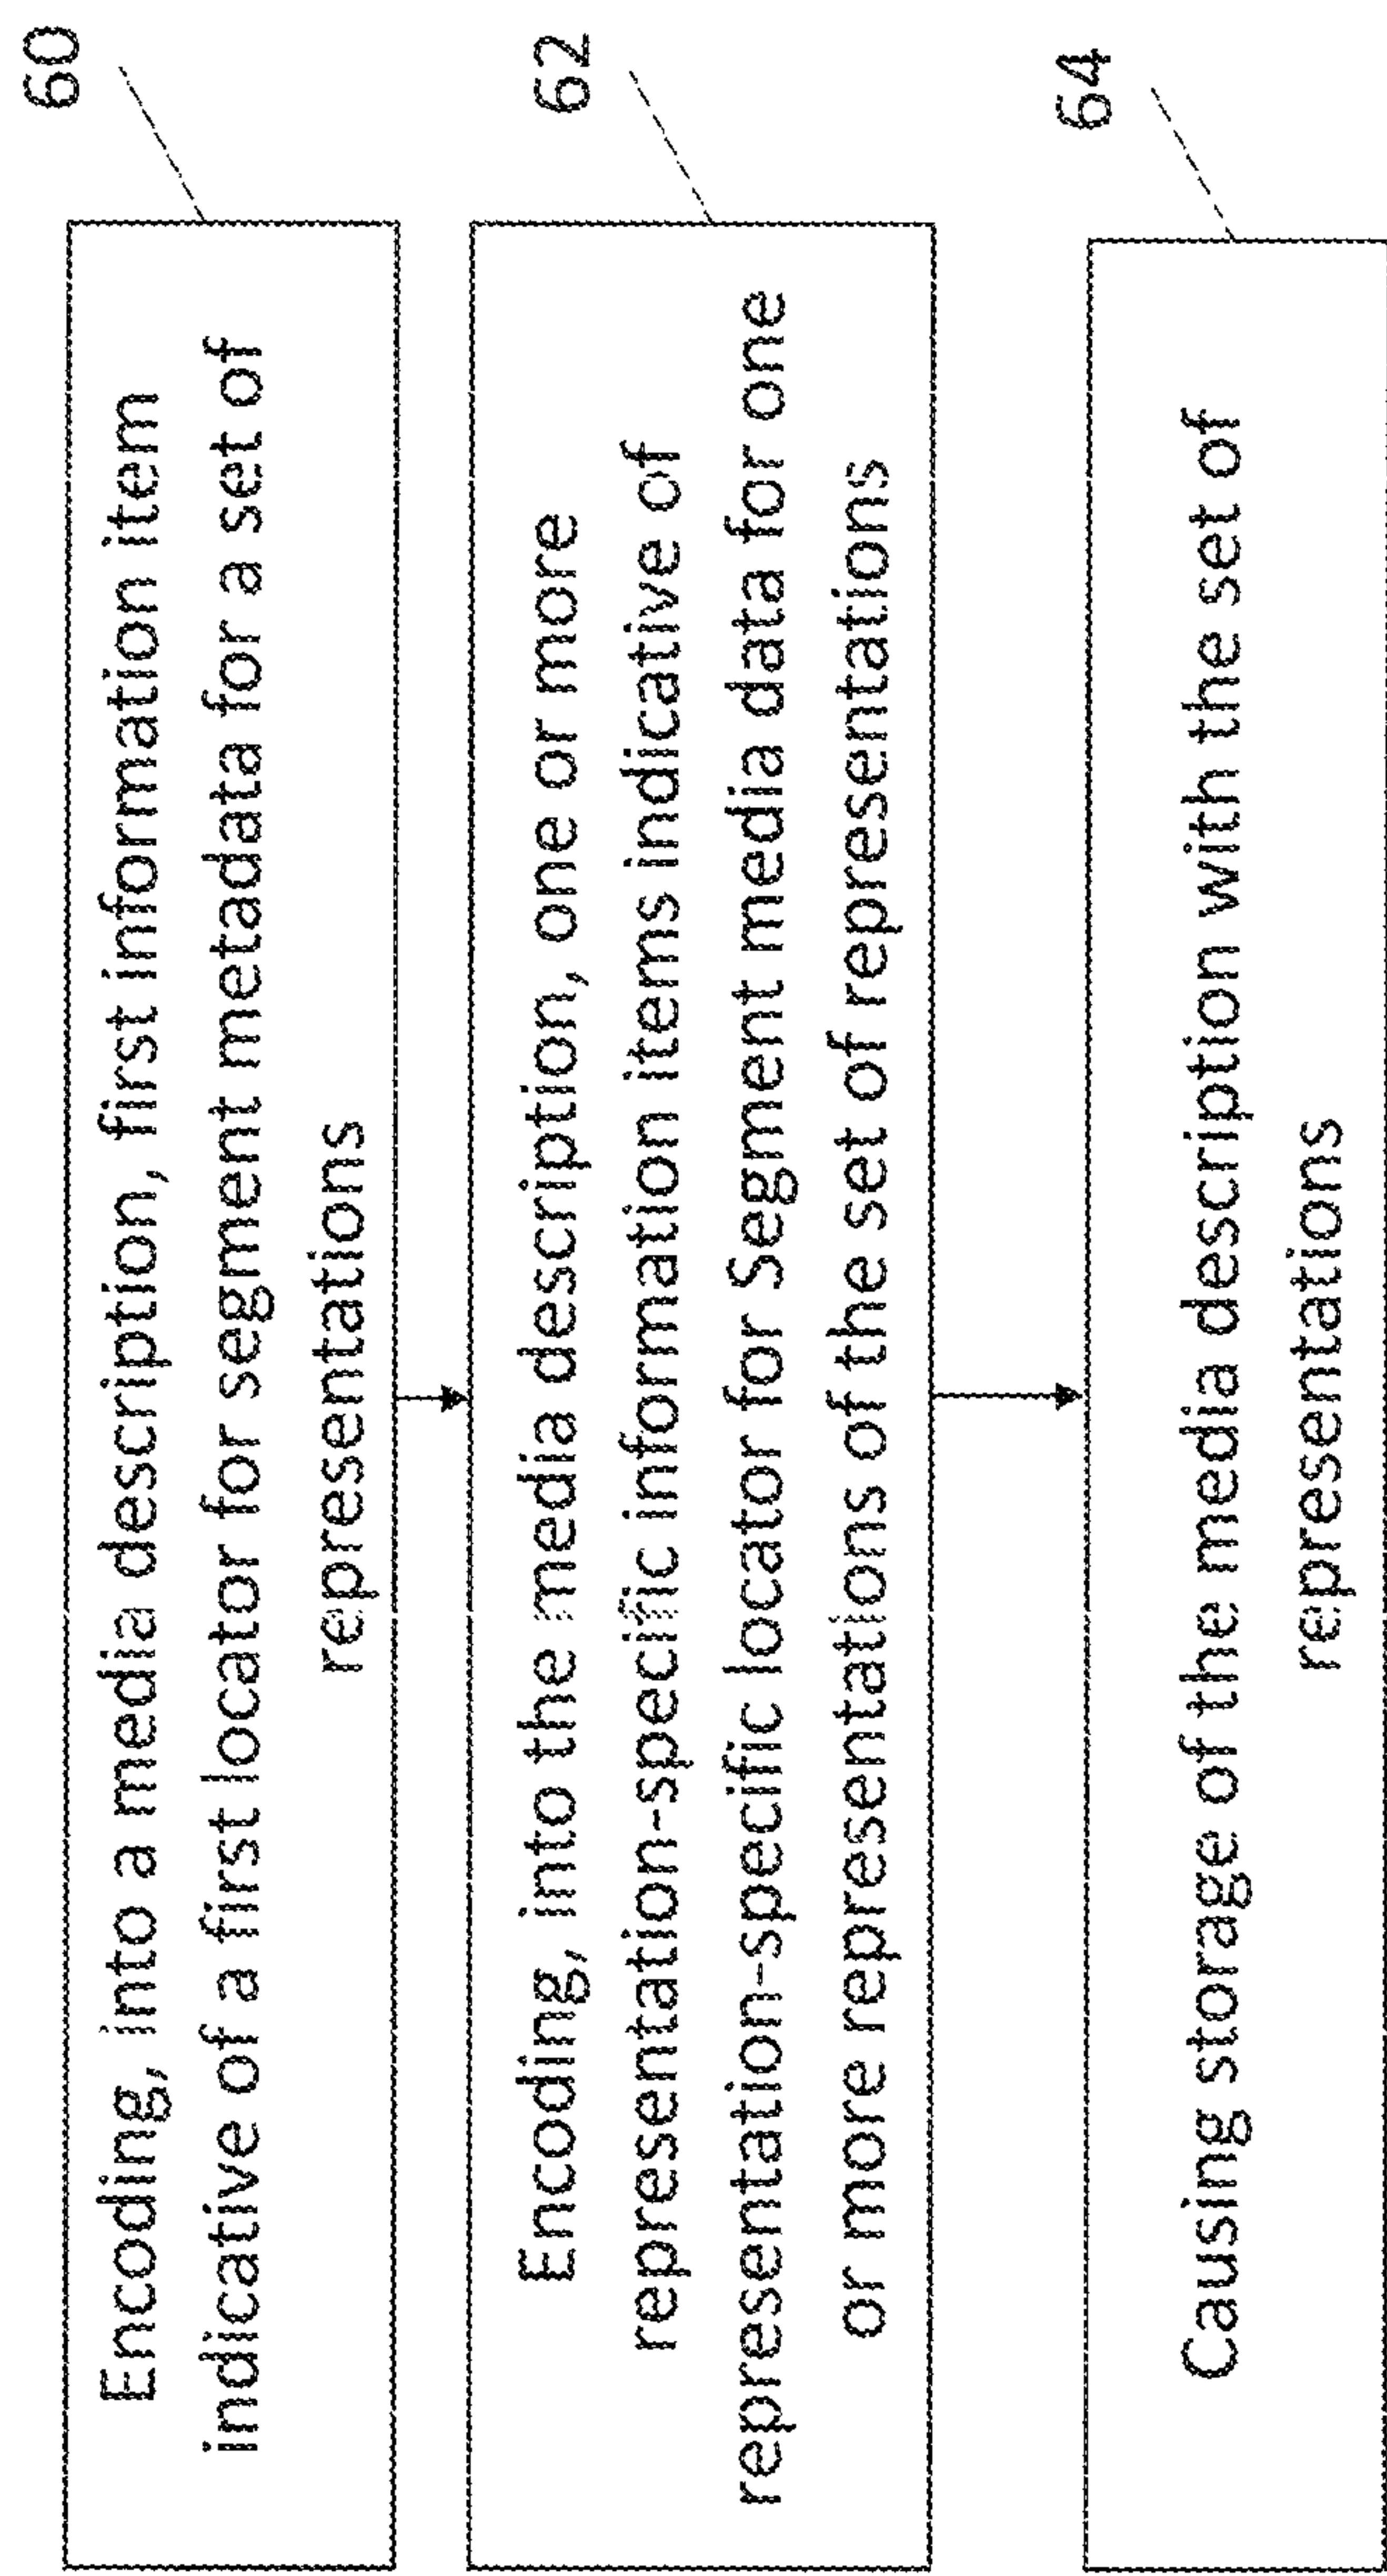 60
Encoding, into a media description, first information item
indicative of a first locator for segment metadata for a set of
representations
62
Encoding, into the media description, one or more
representation-specific information items indicative of
representation-specific locator for Segment media data for one
or more representations of the set of representations
64
Causing storage of the media description with the set of
representations